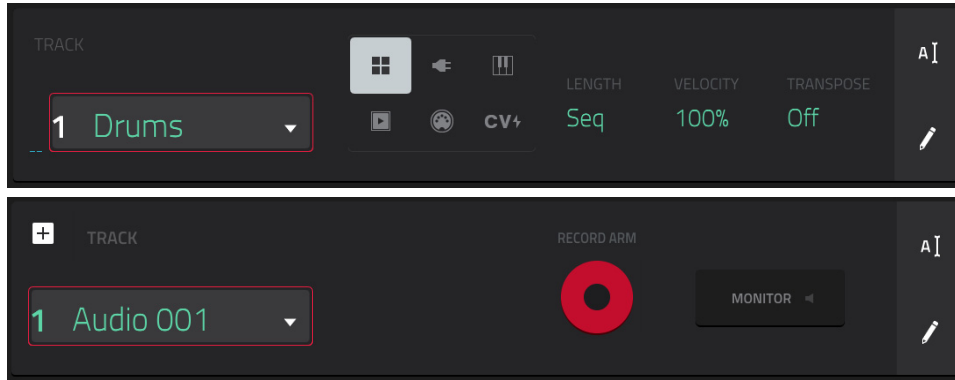 TRACK
1 Drums
CV
LENGTH VELOCITY TRANSPOSE
Seq 100% Off
A
TRACK
1 Audio 001
RECORD ARM
MONITOR
A